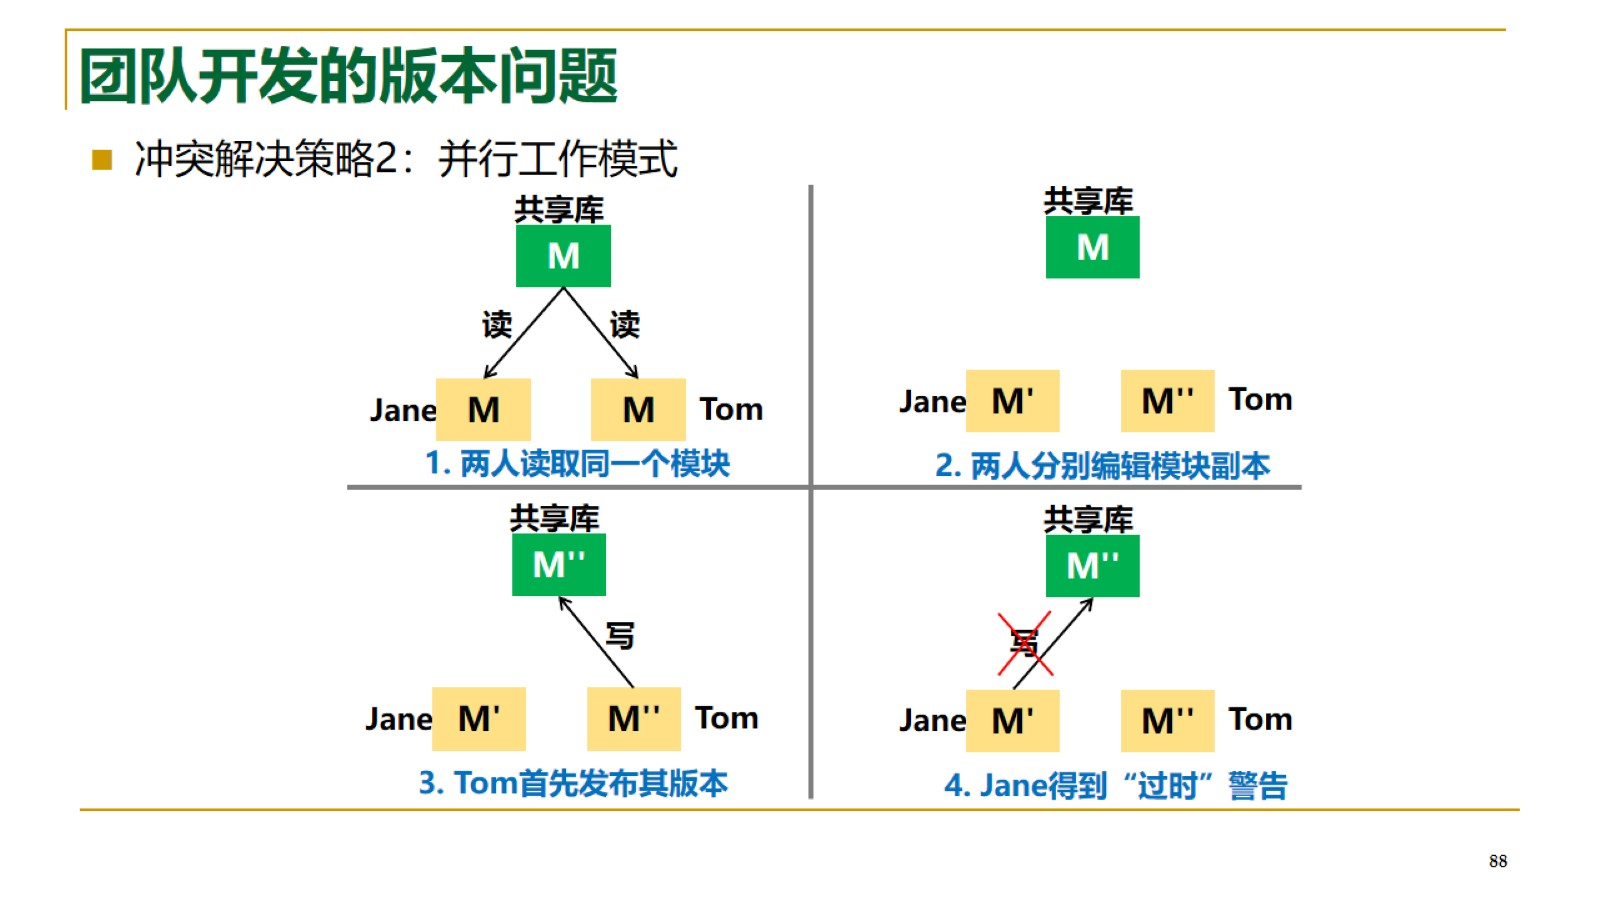 团队开发的版本问题
冲突解决策略2：并行工作模式
共享库
M
读 读
Jane M M Tom
1. 两人读取同一个模块
共享库
M
Jane M' M'' Tom
2. 两人分别编辑模块副本
共享库
M''
写
Jane M' M'' Tom
3. Tom首先发布其版本
共享库
M''
写
Jane M' M'' Tom
4. Jane得到“过时”警告
88